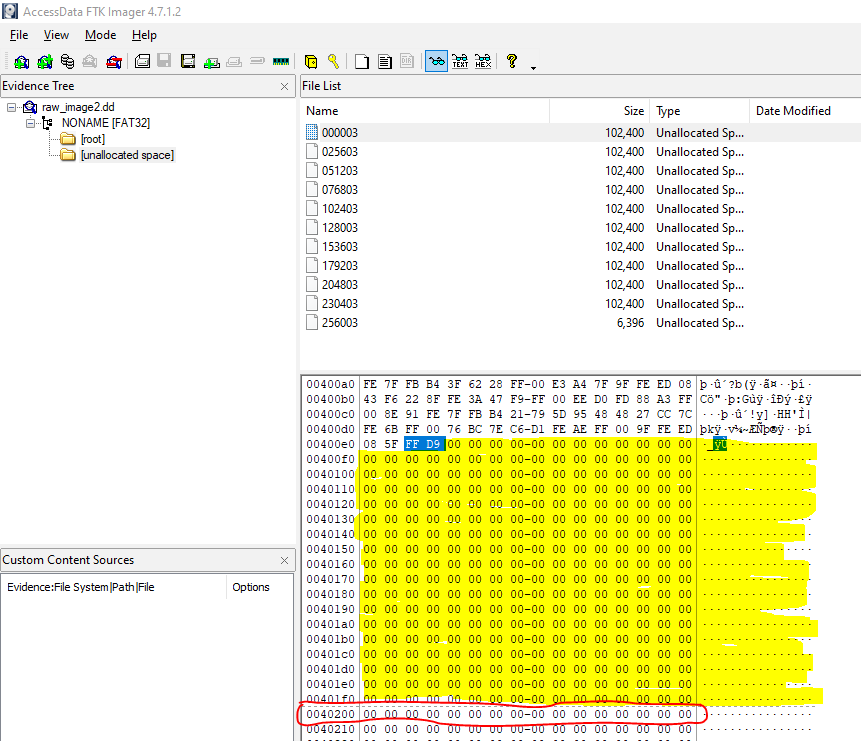 AccessData FTK Imager 4.7.1.2
File View Mode Help
Evidence Tree
raw_image2.dd
NONAME [FAT32]
[root]
[unallocated space]
File List
Name Size Type Date Modified
000003 102,400 Unallocated Sp...
025603 102,400 Unallocated Sp...
051203 102,400 Unallocated Sp...
076803 102,400 Unallocated Sp...
102403 102,400 Unallocated Sp...
128003 102,400 Unallocated Sp...
153603 102,400 Unallocated Sp...
179203 102,400 Unallocated Sp...
204803 102,400 Unallocated Sp...
230403 102,400 Unallocated Sp...
256003 6,396 Unallocated Sp...
Custom Content Sources
Evidence:File System|Path|File Options
00400a0 FE 7F FB B4 3F 62 28 FF-00 E3 A4 7F 9F FE ED 08 þ·û´?b(ÿ·ã¤··þí·
00400b0 43 F6 22 8F FE 3A 47 F9-FF 00 EE D0 FD 88 A3 FF Cö"·þ:Gùÿ·îÐý·£ÿ
00400c0 00 8E 91 FE 7F FB B4 21-79 5D 95 48 48 27 CC 7C ···þ·û´!y]·HH'Ì|
00400d0 FE 6B FF 00 76 BC 7E C6-D1 FE AE FF 00 9F FE ED þkÿ·v¼~ÆÑþ®ÿ··þí
00400e0 08 5F FF D9 00 00 00 00-00 00 00 00 00 00 00 00 ·_ÿÙ············
00400f0 00 00 00 00 00 00 00 00-00 00 00 00 00 00 00 00 ················
0040100 00 00 00 00 00 00 00 00-00 00 00 00 00 00 00 00 ················
0040110 00 00 00 00 00 00 00 00-00 00 00 00 00 00 00 00 ················
0040120 00 00 00 00 00 00 00 00-00 00 00 00 00 00 00 00 ················
0040130 00 00 00 00 00 00 00 00-00 00 00 00 00 00 00 00 ················
0040140 00 00 00 00 00 00 00 00-00 00 00 00 00 00 00 00 ················
0040150 00 00 00 00 00 00 00 00-00 00 00 00 00 00 00 00 ················
0040160 00 00 00 00 00 00 00 00-00 00 00 00 00 00 00 00 ················
0040170 00 00 00 00 00 00 00 00-00 00 00 00 00 00 00 00 ················
0040180 00 00 00 00 00 00 00 00-00 00 00 00 00 00 00 00 ················
0040190 00 00 00 00 00 00 00 00-00 00 00 00 00 00 00 00 ················
00401a0 00 00 00 00 00 00 00 00-00 00 00 00 00 00 00 00 ················
00401b0 00 00 00 00 00 00 00 00-00 00 00 00 00 00 00 00 ················
00401c0 00 00 00 00 00 00 00 00-00 00 00 00 00 00 00 00 ················
00401d0 00 00 00 00 00 00 00 00-00 00 00 00 00 00 00 00 ················
00401e0 00 00 00 00 00 00 00 00-00 00 00 00 00 00 00 00 ················
00401f0 00 00 00 00 00 00 00 00-00 00 00 00 00 00 00 00 ················
0040200 00 00 00 00 00 00 00 00-00 00 00 00 00 00 00 00 ················
0040210 00 00 00 00 00 00 00 00-00 00 00 00 00 00 00 00 ················